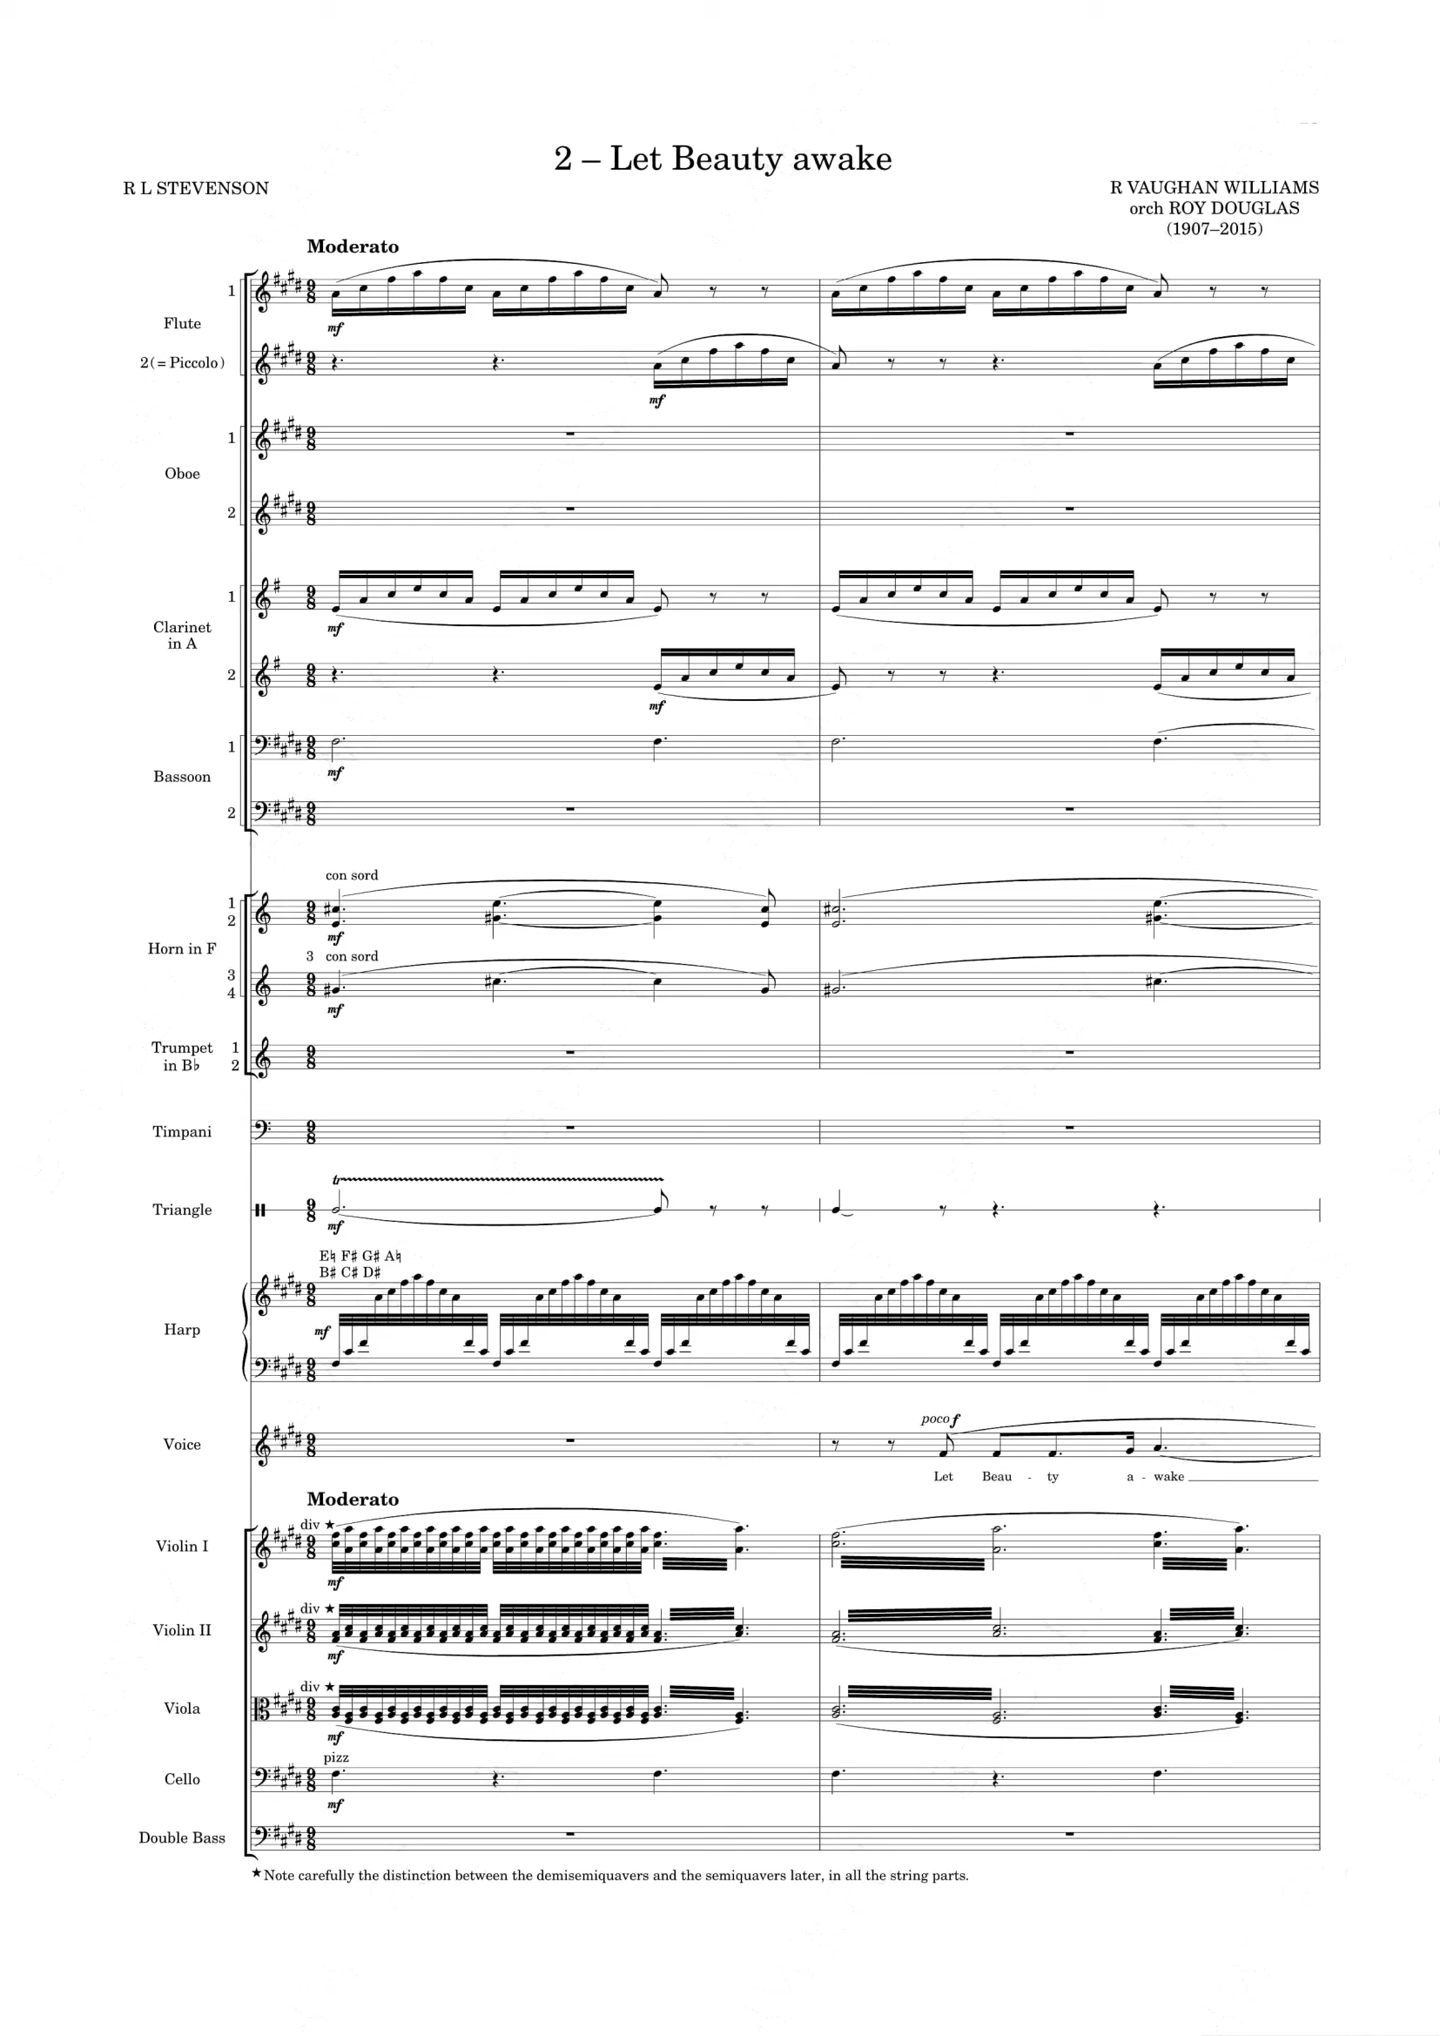 2 – Let Beauty awake
R L STEVENSON
R VAUGHAN WILLIAMS
orch ROY DOUGLAS
(1907–2015)
Moderato
1
Flute
mf
2 (= Piccolo)
mf
1
Oboe
2
1
mf
Clarinet
in A
2
mf
1
mf
Bassoon
2
con sord
1
2
mf
Horn in F
3 con sord
3
4
mf
Trumpet 1
in B♭ 2
Timpani
tr
Triangle
mf
E♮ F♯ G♯ A♮
B♯ C♯ D♯
Harp
mf
poco f
Voice
Let Beau - ty a - wake
Moderato
div ★
Violin I
mf
div ★
Violin II
mf
div ★
Viola
mf
pizz
Cello
mf
Double Bass
★ Note carefully the distinction between the demisemiquavers and the semiquavers later, in all the string parts.